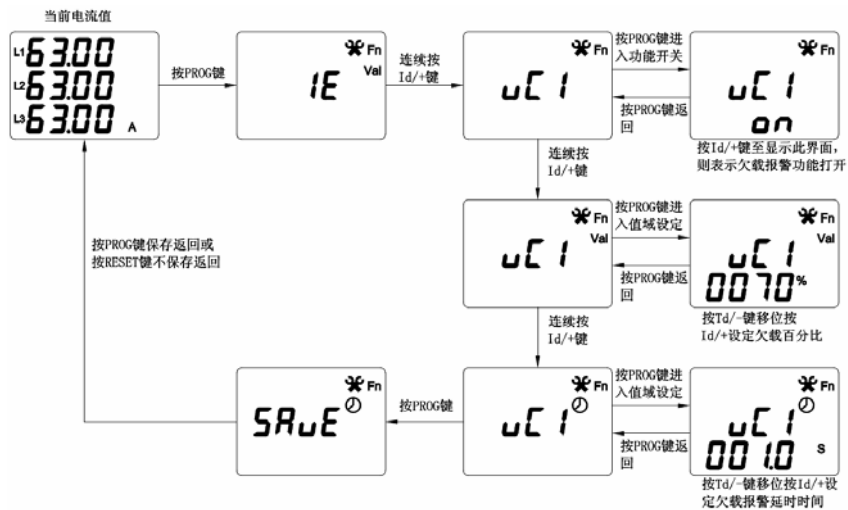 当前电流值
L1 63.00
L2 63.00
L3 63.00 A
按PROG键
Fn
Val
1E
连续按
Id/+键
Fn
uC1
按PROG键进
入功能开关
按PROG键返
回
Fn
uC1
on
按Id/+键至显示此界面,
则表示欠载报警功能打开
连续按
Id/+键
Fn
Val
uC1
按PROG键进
入值域设定
按PROG键返
回
Fn
Val
uC1
0070%
按Td/-键移位按
Id/+设定欠载百分比
连续按
Id/+键
Fn
uC1
按PROG键进
入值域设定
按PROG键返
回
Fn
uC1
001.0 S
按Td/-键移位按Id/+设
定欠载报警延时时间
按PROG键
Fn
SAuE
按PROG键保存返回或
按RESET键不保存返回